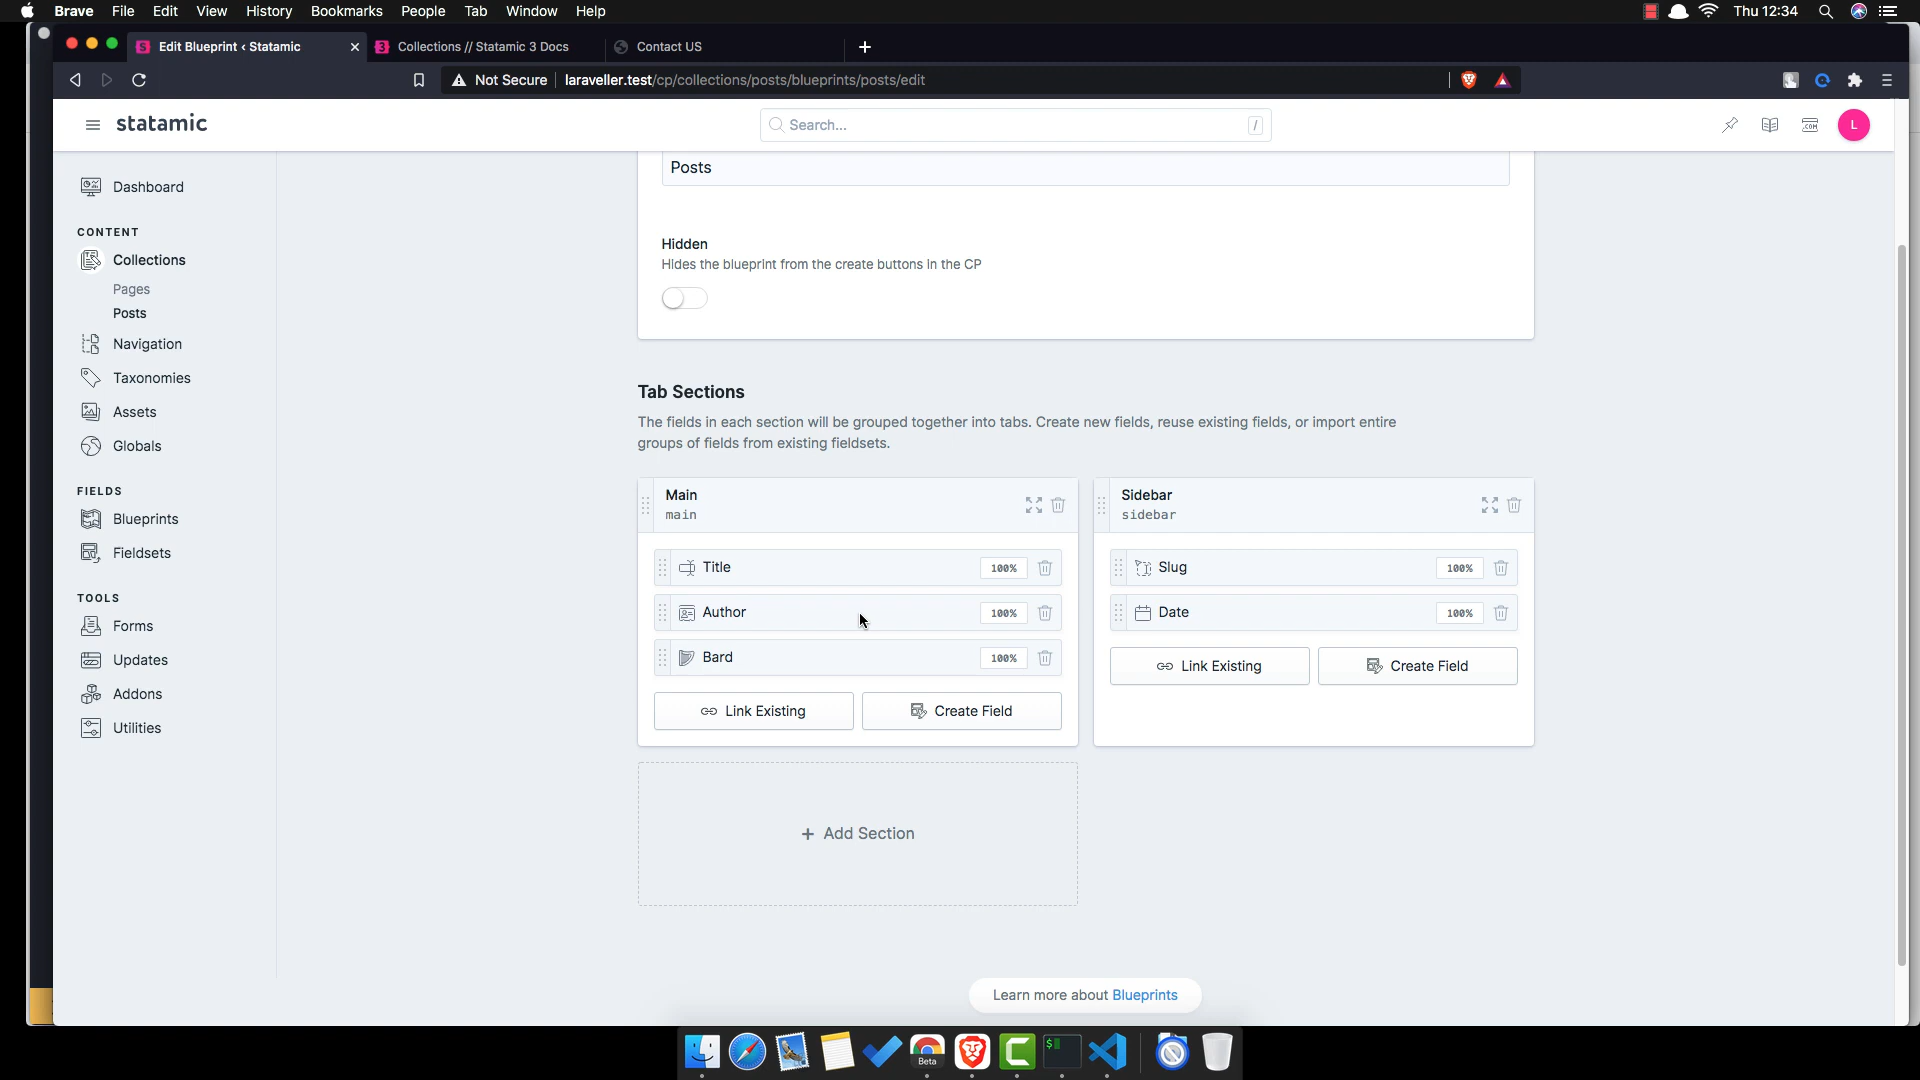 Brave File Edit View History Bookmarks People Tab Window Help Thu 12:34
Edit Blueprint ‹ Statamic Collections // Statamic 3 Docs Contact US
Not Secure laraveller.test/cp/collections/posts/blueprints/posts/edit
statamic Search... / .COM L
Dashboard
CONTENT
Collections
Pages
Posts
Navigation
Taxonomies
Assets
Globals
FIELDS
Blueprints
Fieldsets
TOOLS
Forms
Updates
Addons
Utilities
Posts
Hidden
Hides the blueprint from the create buttons in the CP
Tab Sections
The fields in each section will be grouped together into tabs. Create new fields, reuse existing fields, or import entire
groups of fields from existing fieldsets.
Main
main
Title 100%
Author 100%
Bard 100%
Link Existing Create Field
Sidebar
sidebar
Slug 100%
Date 100%
Link Existing Create Field
+ Add Section
Learn more about Blueprints
Beta
$